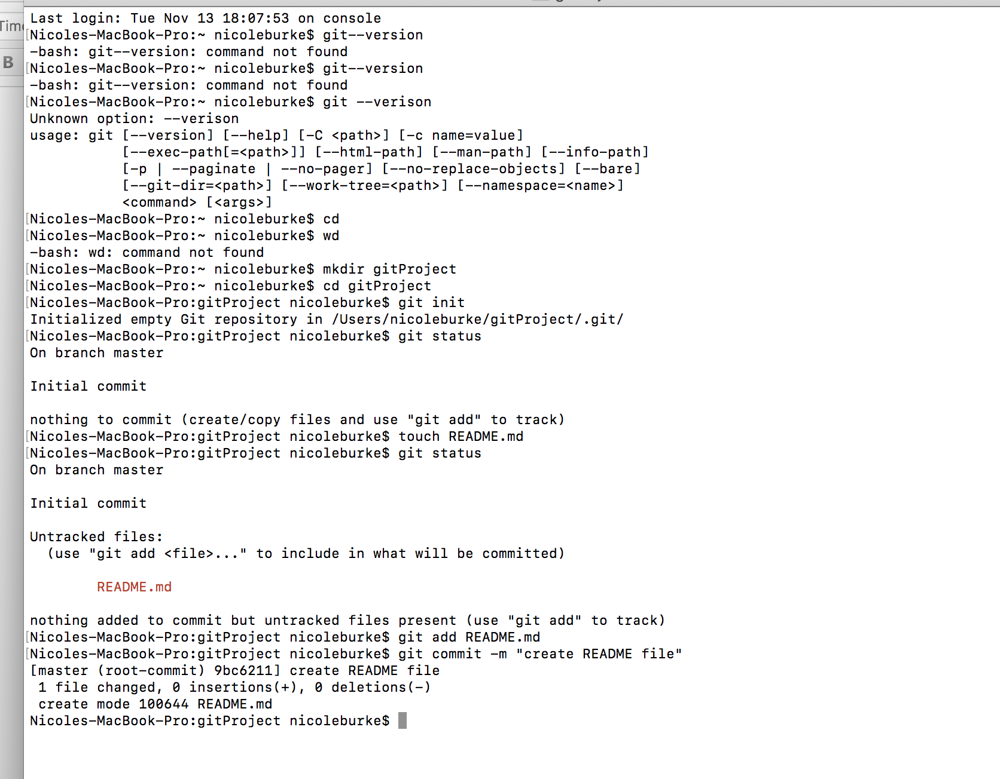 Last login: Tue Nov 13 18:07:53 on console
[Nicoles-MacBook-Pro:~ nicoleburke$ git--version
-bash: git--version: command not found
[Nicoles-MacBook-Pro:~ nicoleburke$ git--version
-bash: git--version: command not found
[Nicoles-MacBook-Pro:~ nicoleburke$ git --verison
Unknown option: --verison
usage: git [--version] [--help] [-C <path>] [-c name=value]
           [--exec-path[=<path>]] [--html-path] [--man-path] [--info-path]
           [-p | --paginate | --no-pager] [--no-replace-objects] [--bare]
           [--git-dir=<path>] [--work-tree=<path>] [--namespace=<name>]
           <command> [<args>]
[Nicoles-MacBook-Pro:~ nicoleburke$ cd
[Nicoles-MacBook-Pro:~ nicoleburke$ wd
-bash: wd: command not found
[Nicoles-MacBook-Pro:~ nicoleburke$ mkdir gitProject
[Nicoles-MacBook-Pro:~ nicoleburke$ cd gitProject
[Nicoles-MacBook-Pro:gitProject nicoleburke$ git init
Initialized empty Git repository in /Users/nicoleburke/gitProject/.git/
[Nicoles-MacBook-Pro:gitProject nicoleburke$ git status
On branch master
Initial commit
nothing to commit (create/copy files and use "git add" to track)
[Nicoles-MacBook-Pro:gitProject nicoleburke$ touch README.md
[Nicoles-MacBook-Pro:gitProject nicoleburke$ git status
On branch master
Initial commit
Untracked files:
  (use "git add <file>..." to include in what will be committed)
        README.md
nothing added to commit but untracked files present (use "git add" to track)
[Nicoles-MacBook-Pro:gitProject nicoleburke$ git add README.md
[Nicoles-MacBook-Pro:gitProject nicoleburke$ git commit -m "create README file"
[master (root-commit) 9bc6211] create README file
 1 file changed, 0 insertions(+), 0 deletions(-)
 create mode 100644 README.md
Nicoles-MacBook-Pro:gitProject nicoleburke$
B